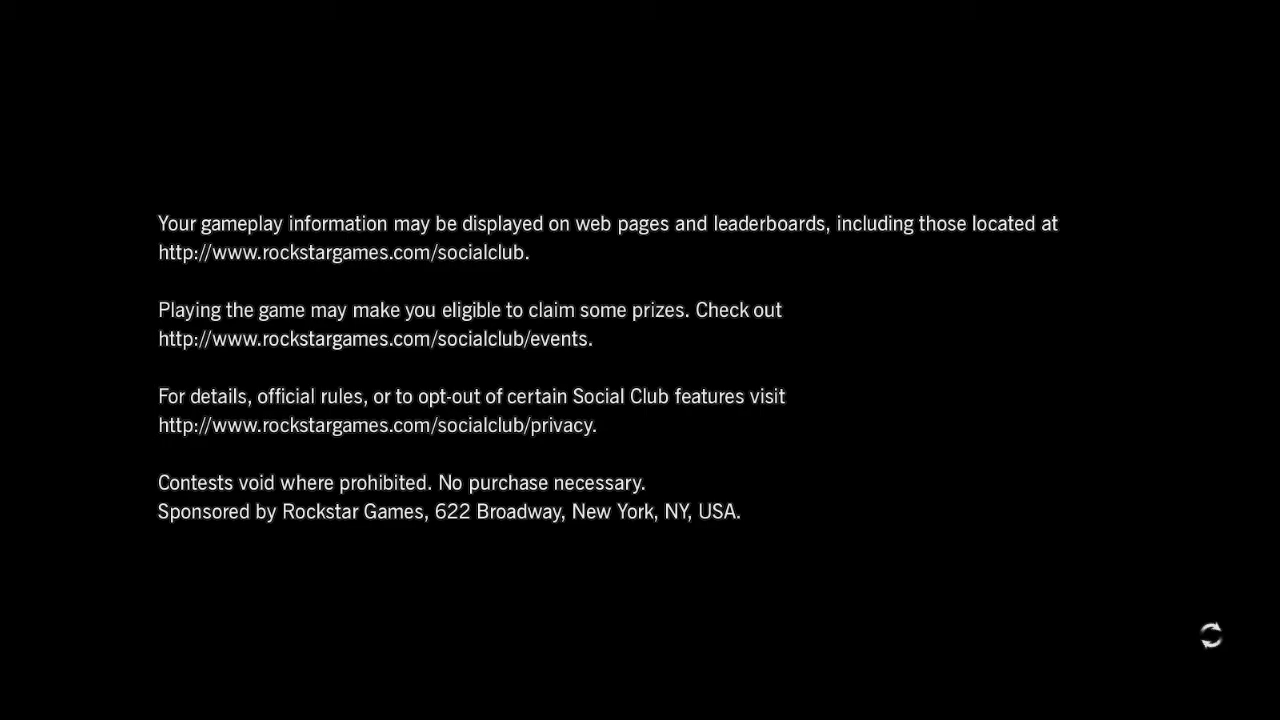 Your gameplay information may be displayed on web pages and leaderboards, including those located at
http://www.rockstargames.com/socialclub.
Playing the game may make you eligible to claim some prizes. Check out
http://www.rockstargames.com/socialclub/events.
For details, official rules, or to opt-out of certain Social Club features visit
http://www.rockstargames.com/socialclub/privacy.
Contests void where prohibited. No purchase necessary.
Sponsored by Rockstar Games, 622 Broadway, New York, NY, USA.